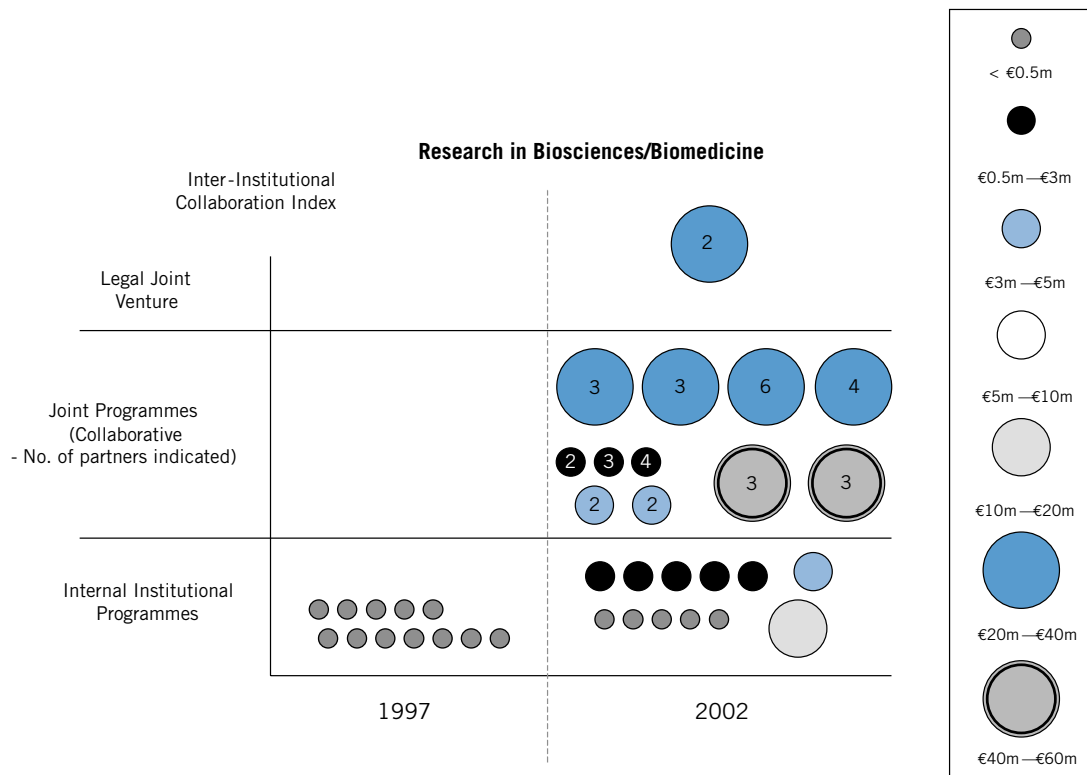 Research in Biosciences/Biomedicine
Inter-Institutional
Collaboration Index
2
Legal Joint
Venture
3 3 6 4
Joint Programmes
(Collaborative
- No. of partners indicated)
2 3 4
3 3
2 2
Internal Institutional
Programmes
1997 2002
< €0.5m
€0.5m—€3m
€3m—€5m
€5m—€10m
€10m—€20m
€20m—€40m
€40m—€60m